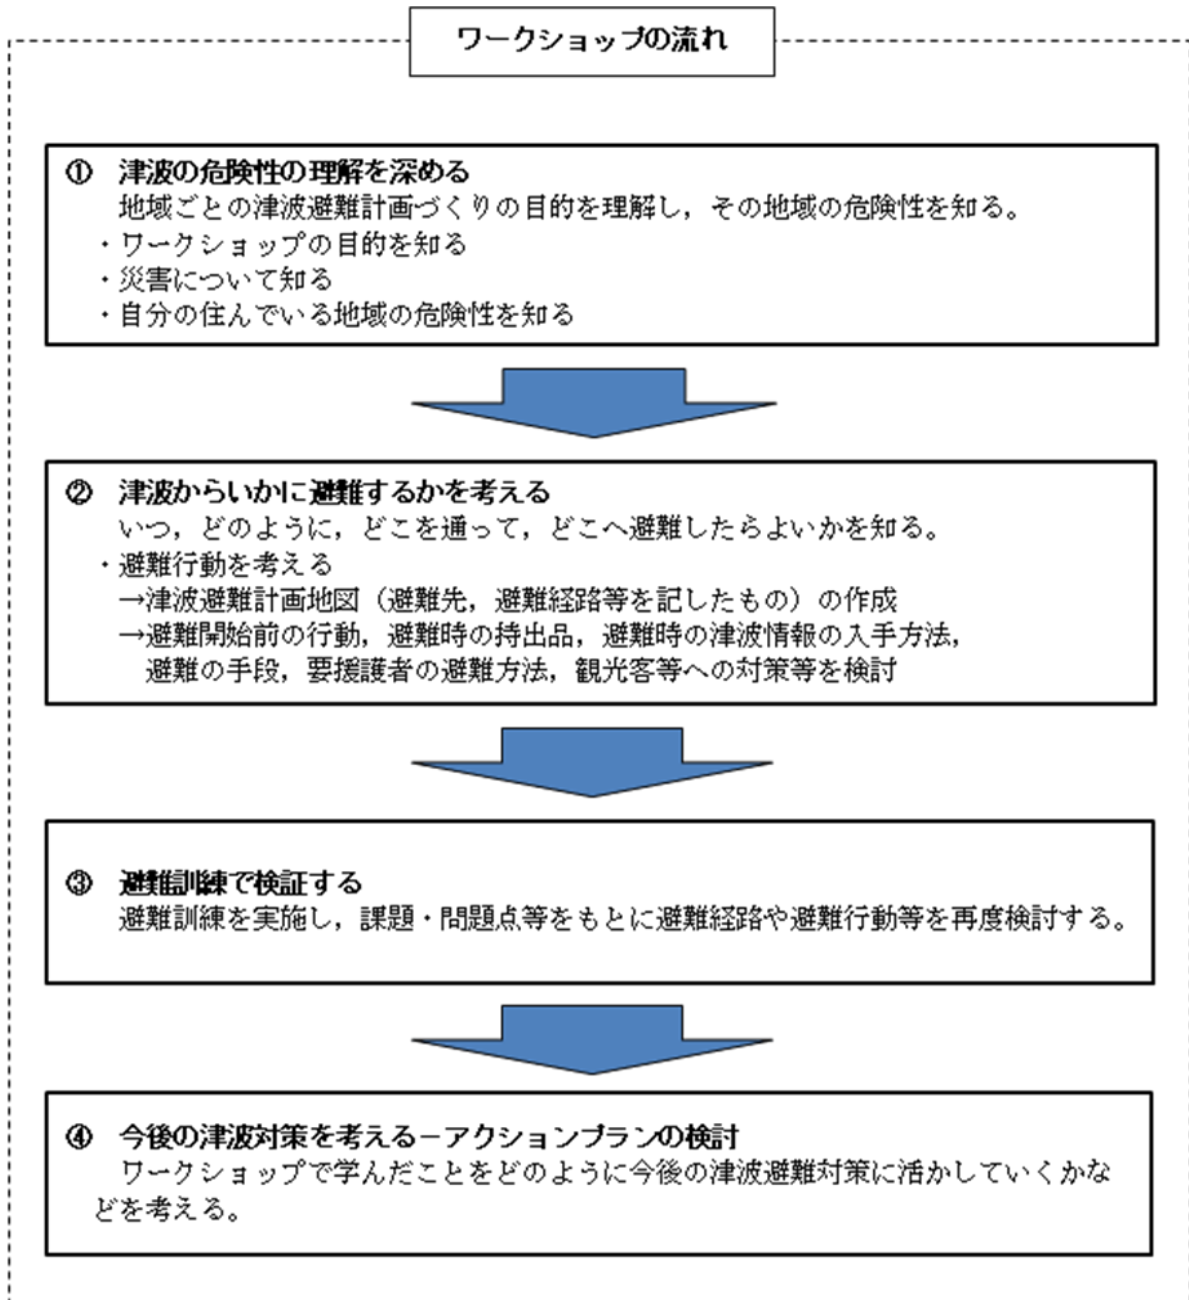 ワークショップの流れ
① 津波の危険性の理解を深める
地域ごとの津波避難計画づくりの目的を理解し，その地域の危険性を知る。
・ワークショップの目的を知る
・災害について知る
・自分の住んでいる地域の危険性を知る
② 津波からいかに避難するかを考える
いつ，どのように，どこを通って，どこへ避難したらよいかを知る。
・避難行動を考える
→津波避難計画地図（避難先，避難経路等を記したもの）の作成
→避難開始前の行動，避難時の持出品，避難時の津波情報の入手方法，
避難の手段，要援護者の避難方法，観光客等への対策等を検討
③ 避難訓練で検証する
避難訓練を実施し，課題・問題点等をもとに避難経路や避難行動等を再度検討する。
④ 今後の津波対策を考える－アクションプランの検討
ワークショップで学んだことをどのように今後の津波避難対策に活かしていくかな
どを考える。